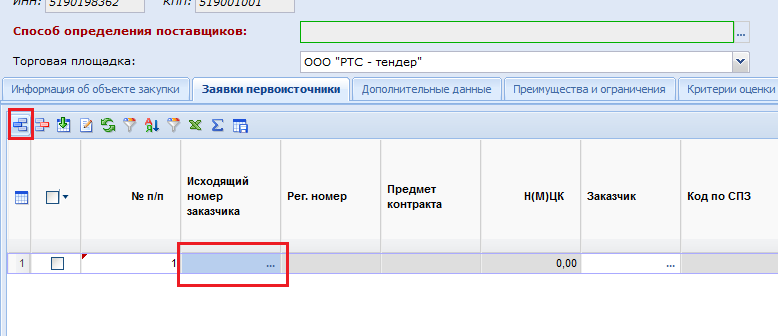 ИНН: 5190198362 КПП: 519001001
Способ определения поставщиков: ...
Торговая площадка: ООО "РТС - тендер"
Информация об объекте закупки Заявки первоисточники Дополнительные данные Преимущества и ограничения Критерии оценки
№ п/п Исходящий номер заказчика Рег. номер Предмет контракта Н(М)ЦК Заказчик Код по СПЗ
1 1 ... 0,00 ...